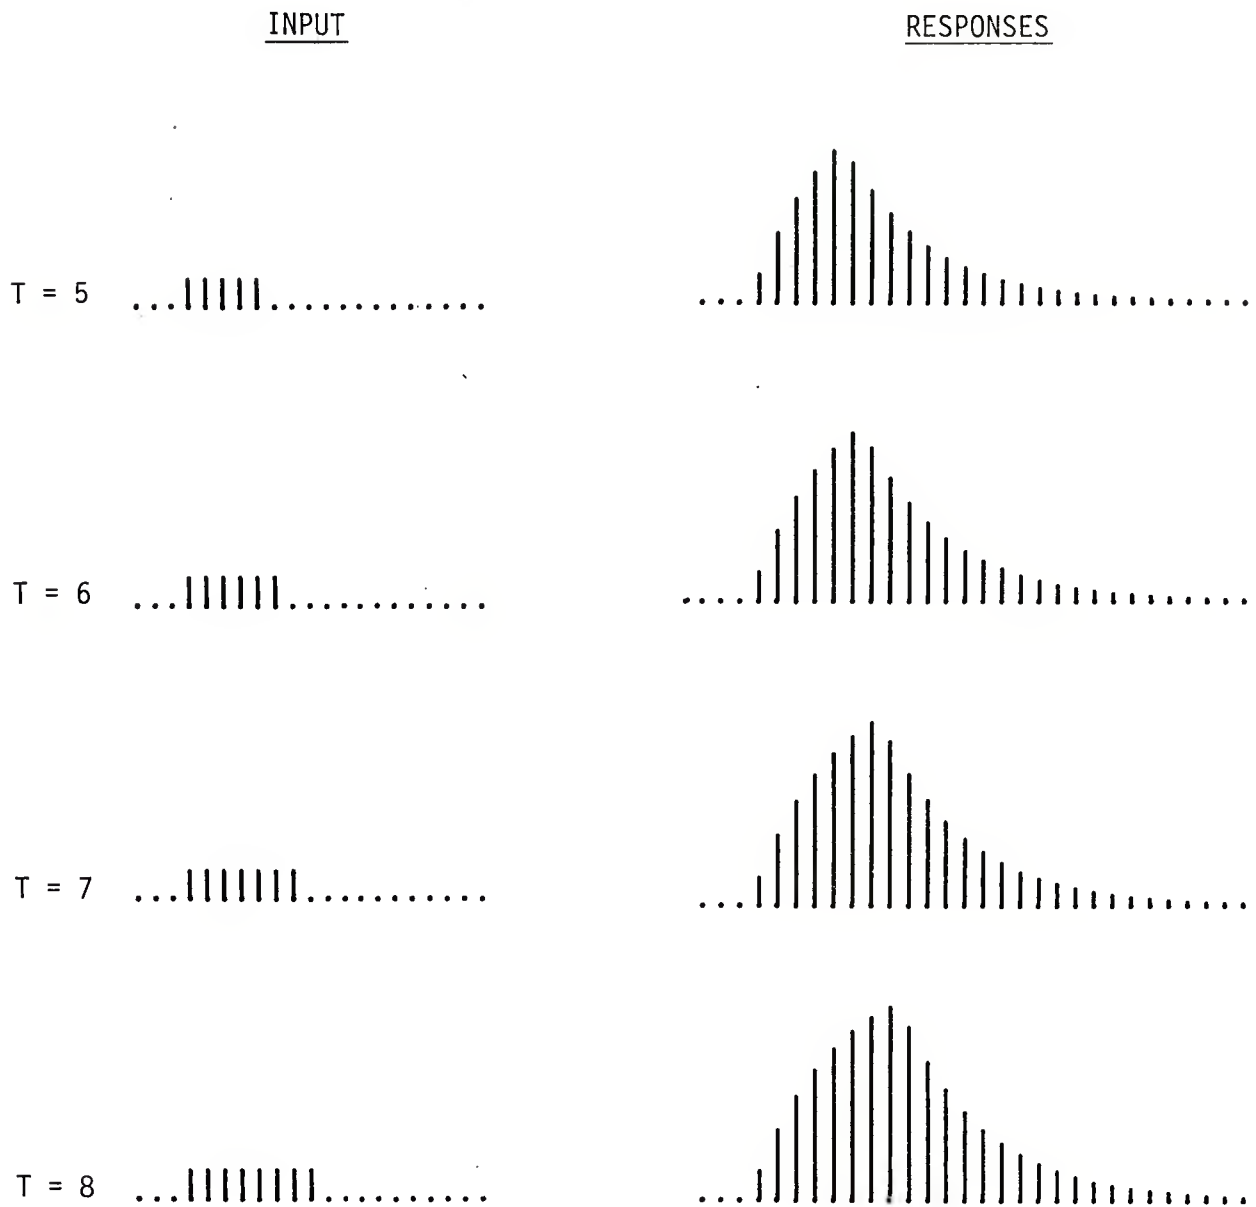 INPUT
RESPONSES
T = 5
T = 6
T = 7
T = 8